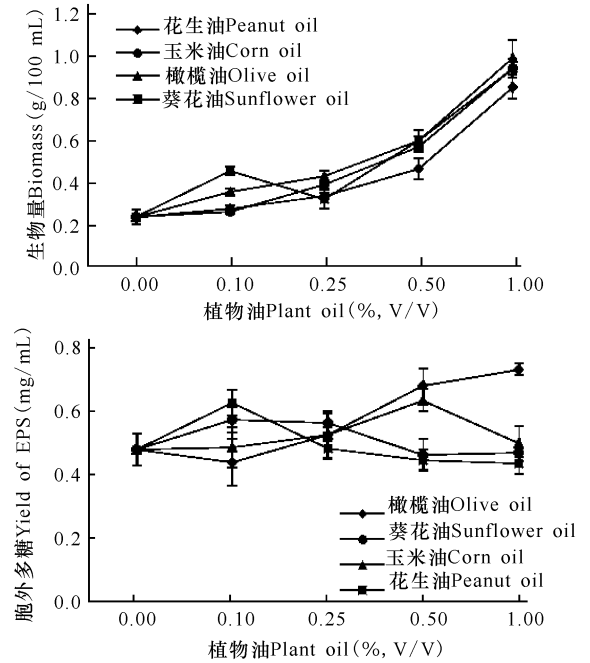 1.2
1.0
0.8
0.6
0.4
0.2
0.0
生物量Biomass(g/100 mL)
花生油Peanut oil
玉米油Corn oil
橄榄油Olive oil
葵花油Sunflower oil
0.00 0.10 0.25 0.50 1.00
植物油Plant oil(%, V/V)
0.8
0.6
0.4
0.2
0.0
胞外多糖Yield of EPS(mg/mL)
橄榄油Olive oil
葵花油Sunflower oil
玉米油Corn oil
花生油Peanut oil
0.00 0.10 0.25 0.50 1.00
植物油Plant oil(%, V/V)